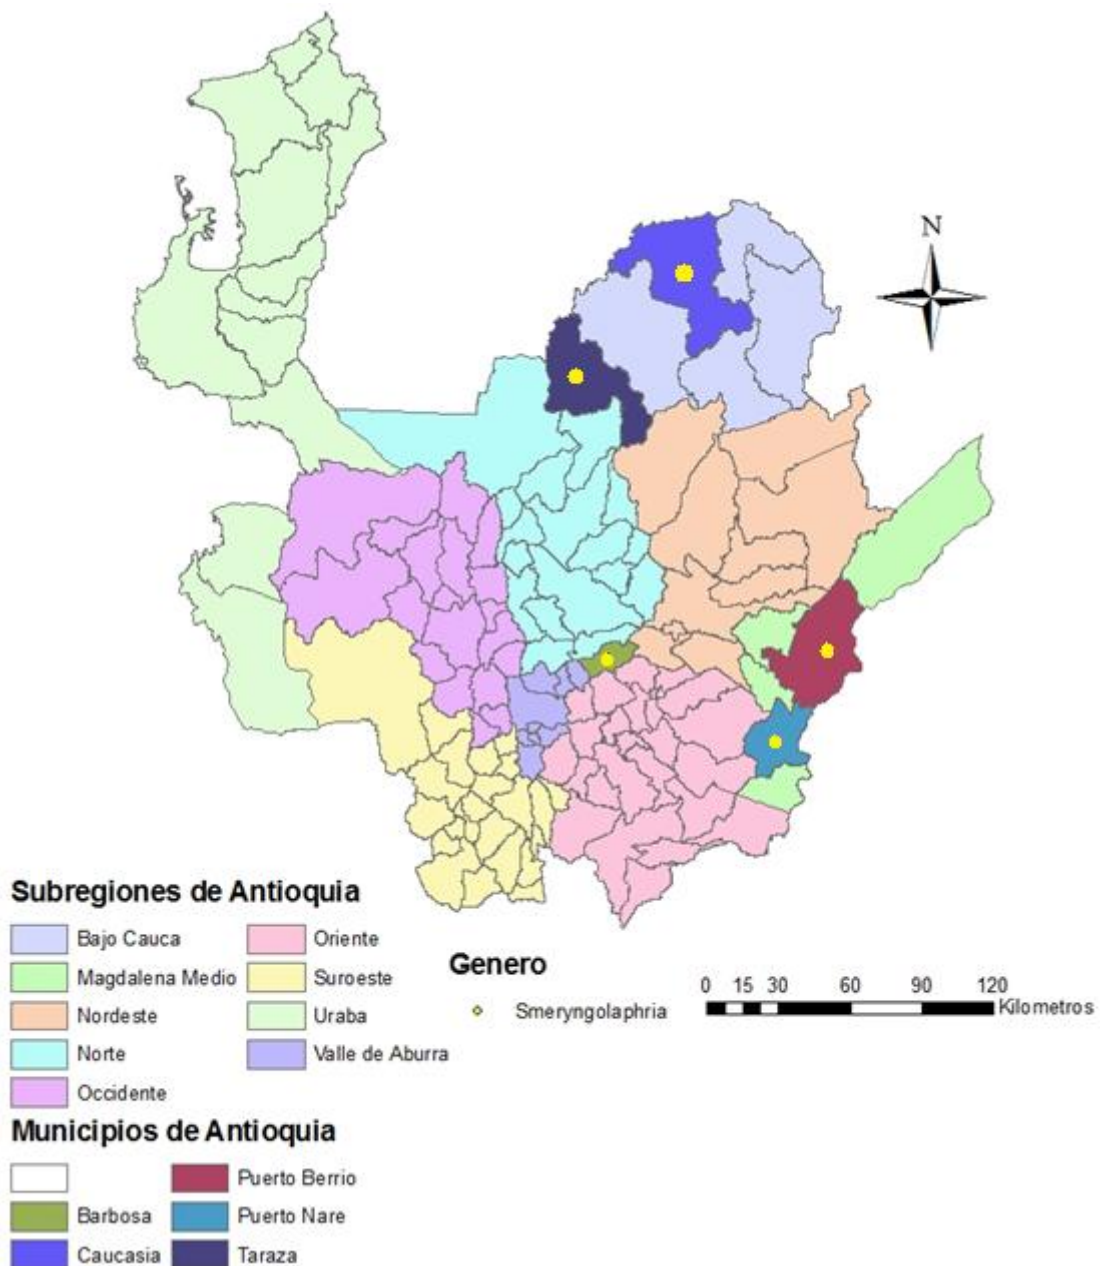 N
Subregiones de Antioquia
Bajo Cauca
Oriente
Magdalena Medio
Suroeste
Nordeste
Uraba
Norte
Valle de Aburra
Occidente
Genero
Smeryngolaphria
0 15 30 60 90 120
Kilometros
Municipios de Antioquia
Puerto Berrio
Barbosa
Puerto Nare
Caucasia
Taraza